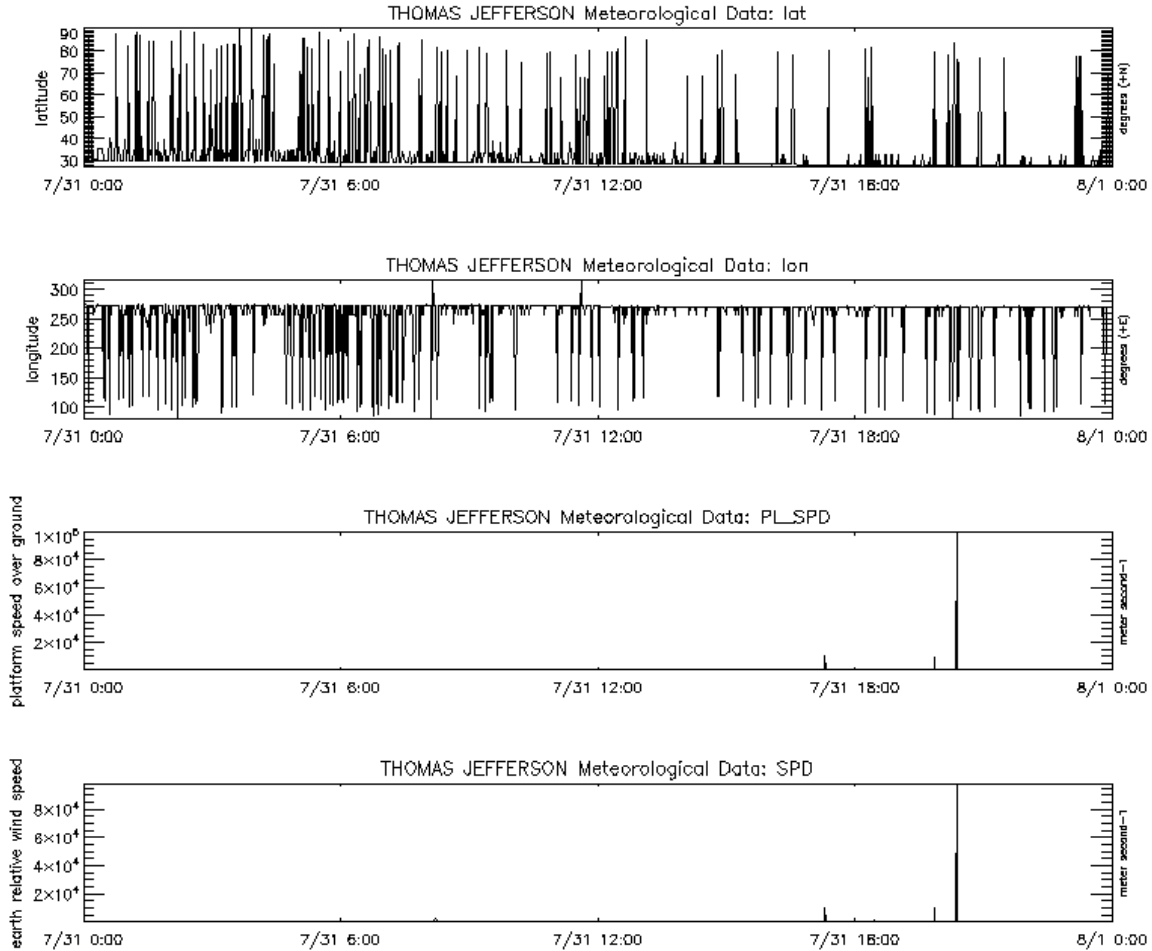 THOMAS JEFFERSON Meteorological Data: lat
latitude
90
80
70
60
50
40
30
degrees (+N)
7/31 0:00 7/31 6:00 7/31 12:00 7/31 18:00 8/1 0:00
THOMAS JEFFERSON Meteorological Data: lon
longitude
300
250
200
150
100
degrees (+E)
7/31 0:00 7/31 6:00 7/31 12:00 7/31 18:00 8/1 0:00
THOMAS JEFFERSON Meteorological Data: PL_SPD
platform speed over ground
1×10⁵
8×10⁴
6×10⁴
4×10⁴
2×10⁴
meter second-1
7/31 0:00 7/31 6:00 7/31 12:00 7/31 18:00 8/1 0:00
THOMAS JEFFERSON Meteorological Data: SPD
earth relative wind speed
8×10⁴
6×10⁴
4×10⁴
2×10⁴
meter second-1
7/31 0:00 7/31 6:00 7/31 12:00 7/31 18:00 8/1 0:00